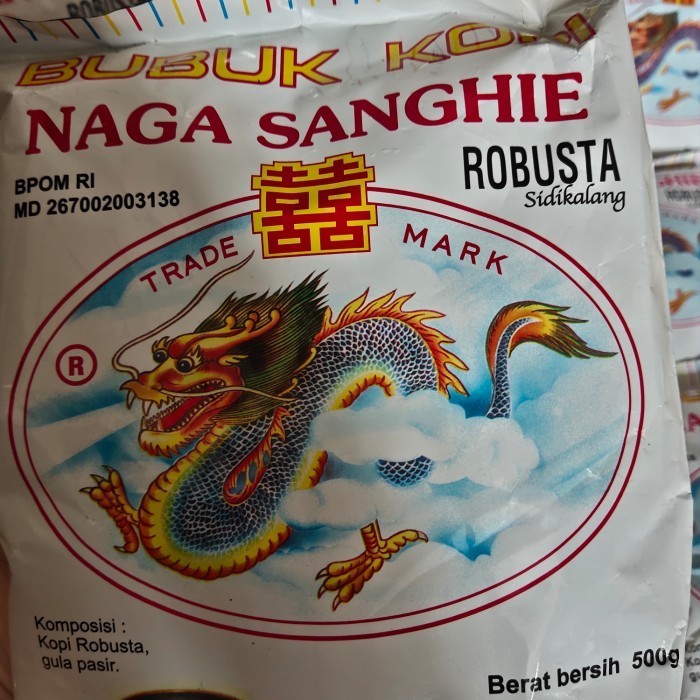 BUBUK KOPI
NAGA SANGHIE
ROBUSTA
Sidikalang
BPOM RI
MD 267002003138
囍
TRADE MARK
®
Komposisi :
Kopi Robusta,
gula pasir.
Berat bersih 500g